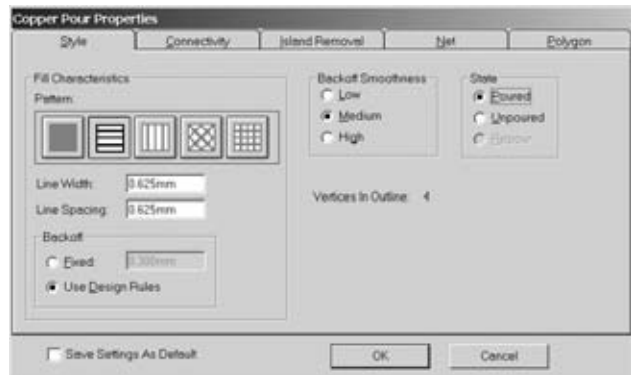 Copper Pour Properties
Style Connectivity Island Removal Net Polygon
Fill Characteristics
Pattern:
Line Width: 0.625mm
Line Spacing: 0.625mm
Backoff
Fixed: 0.300mm
Use Design Rules
Backoff Smoothness
Low
Medium
High
State
Poured
Unpoured
Vertices In Outline: 4
Save Settings As Default
OK Cancel